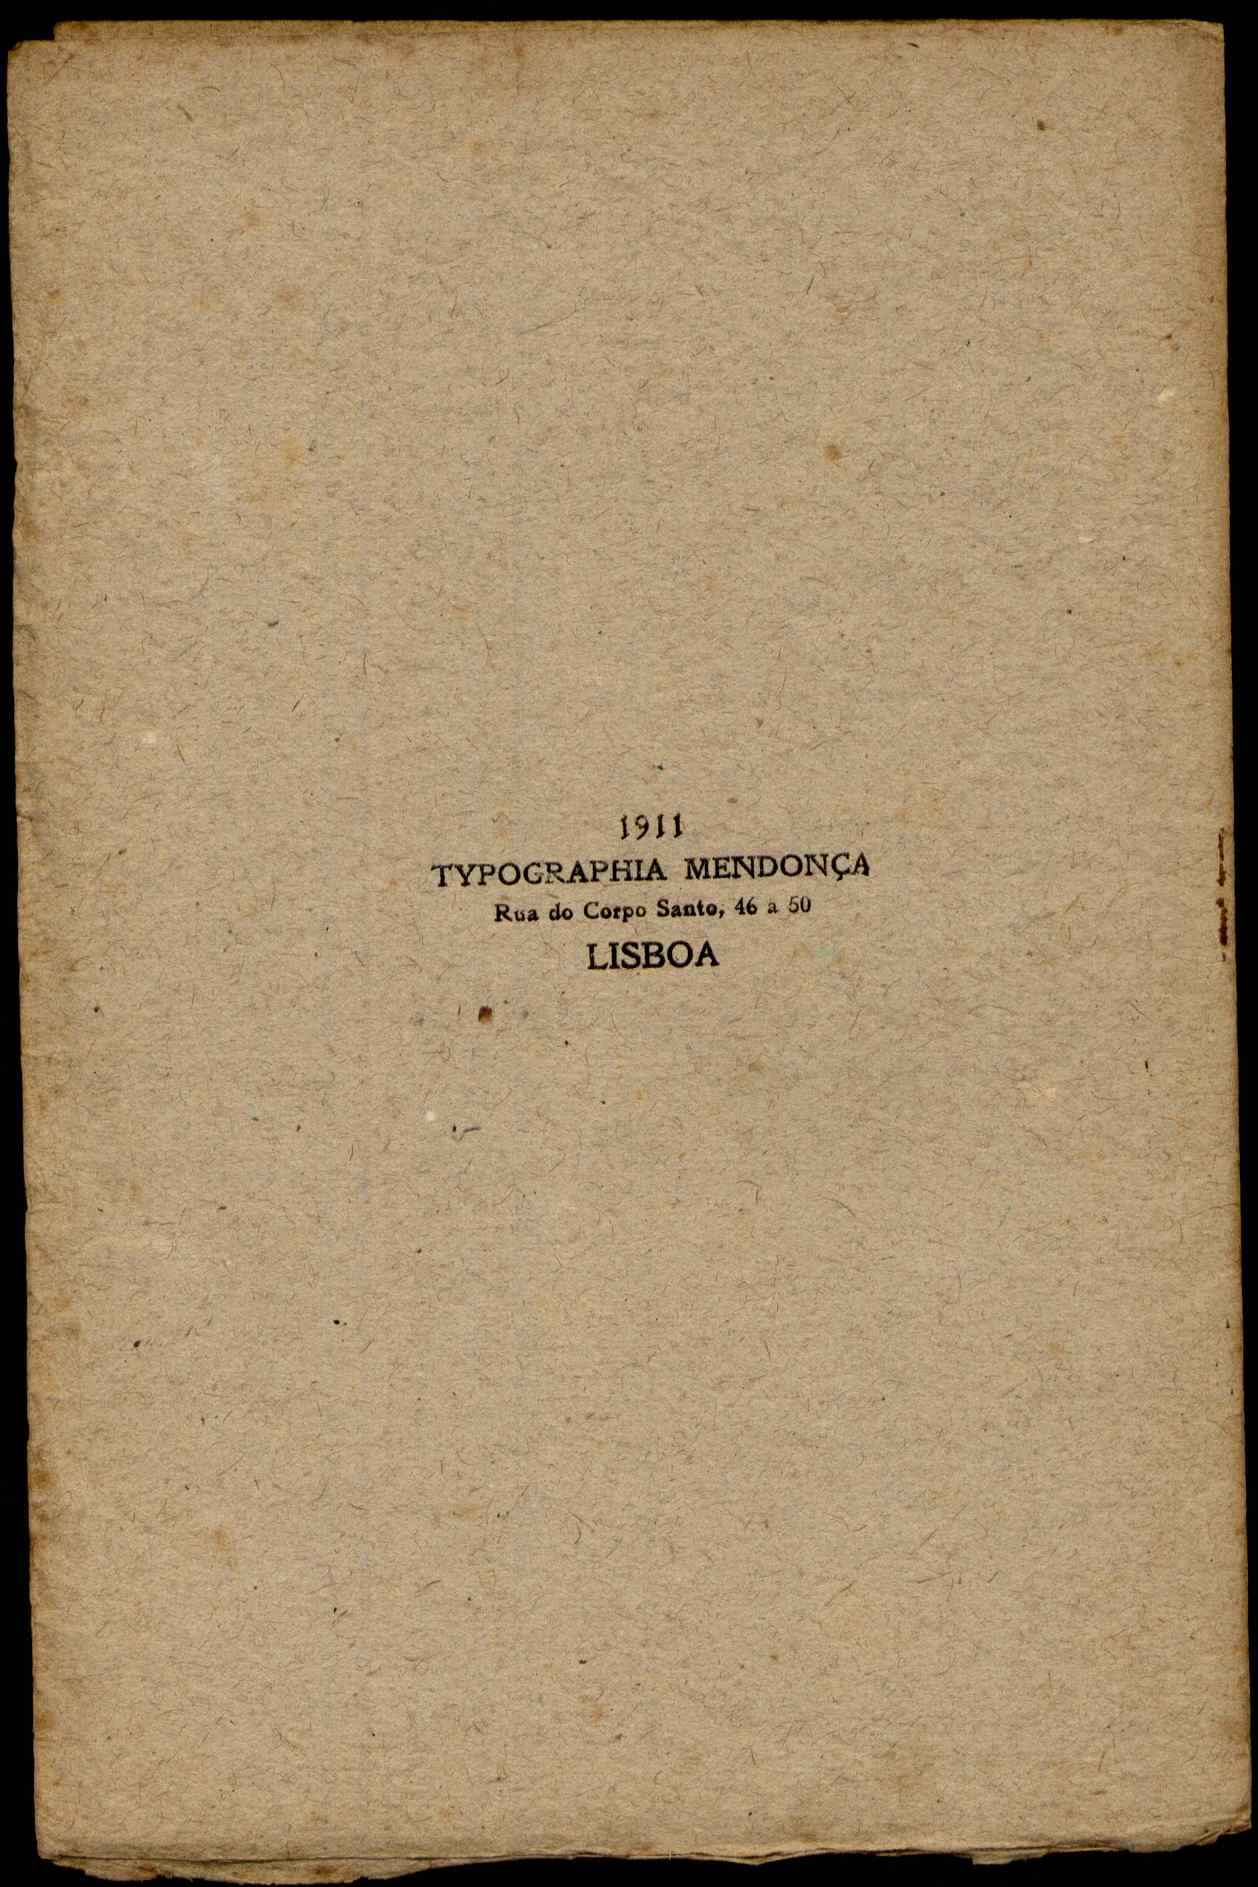 1911
TYPOGRAPHIA MENDONÇA
Rua do Corpo Santo, 46 a 50
LISBOA